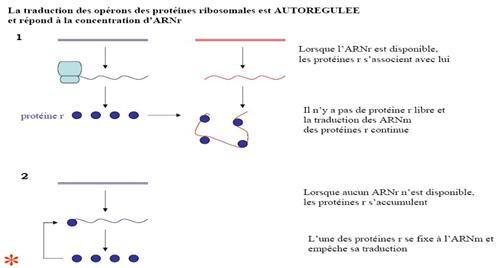 La traduction des opérons des protéines ribosomales est AUTOREGULEE
et répond à la concentration d'ARNr
1
Lorsque l'ARNr est disponible,
les protéines r s'associent avec lui
protéine r
Il n'y a pas de protéine r libre et
la traduction des ARNm
des protéines r continue
2
Lorsque aucun ARNr n'est disponible,
les protéines r s'accumulent
L'une des protéines r se fixe à l'ARNm et
empêche sa traduction
*